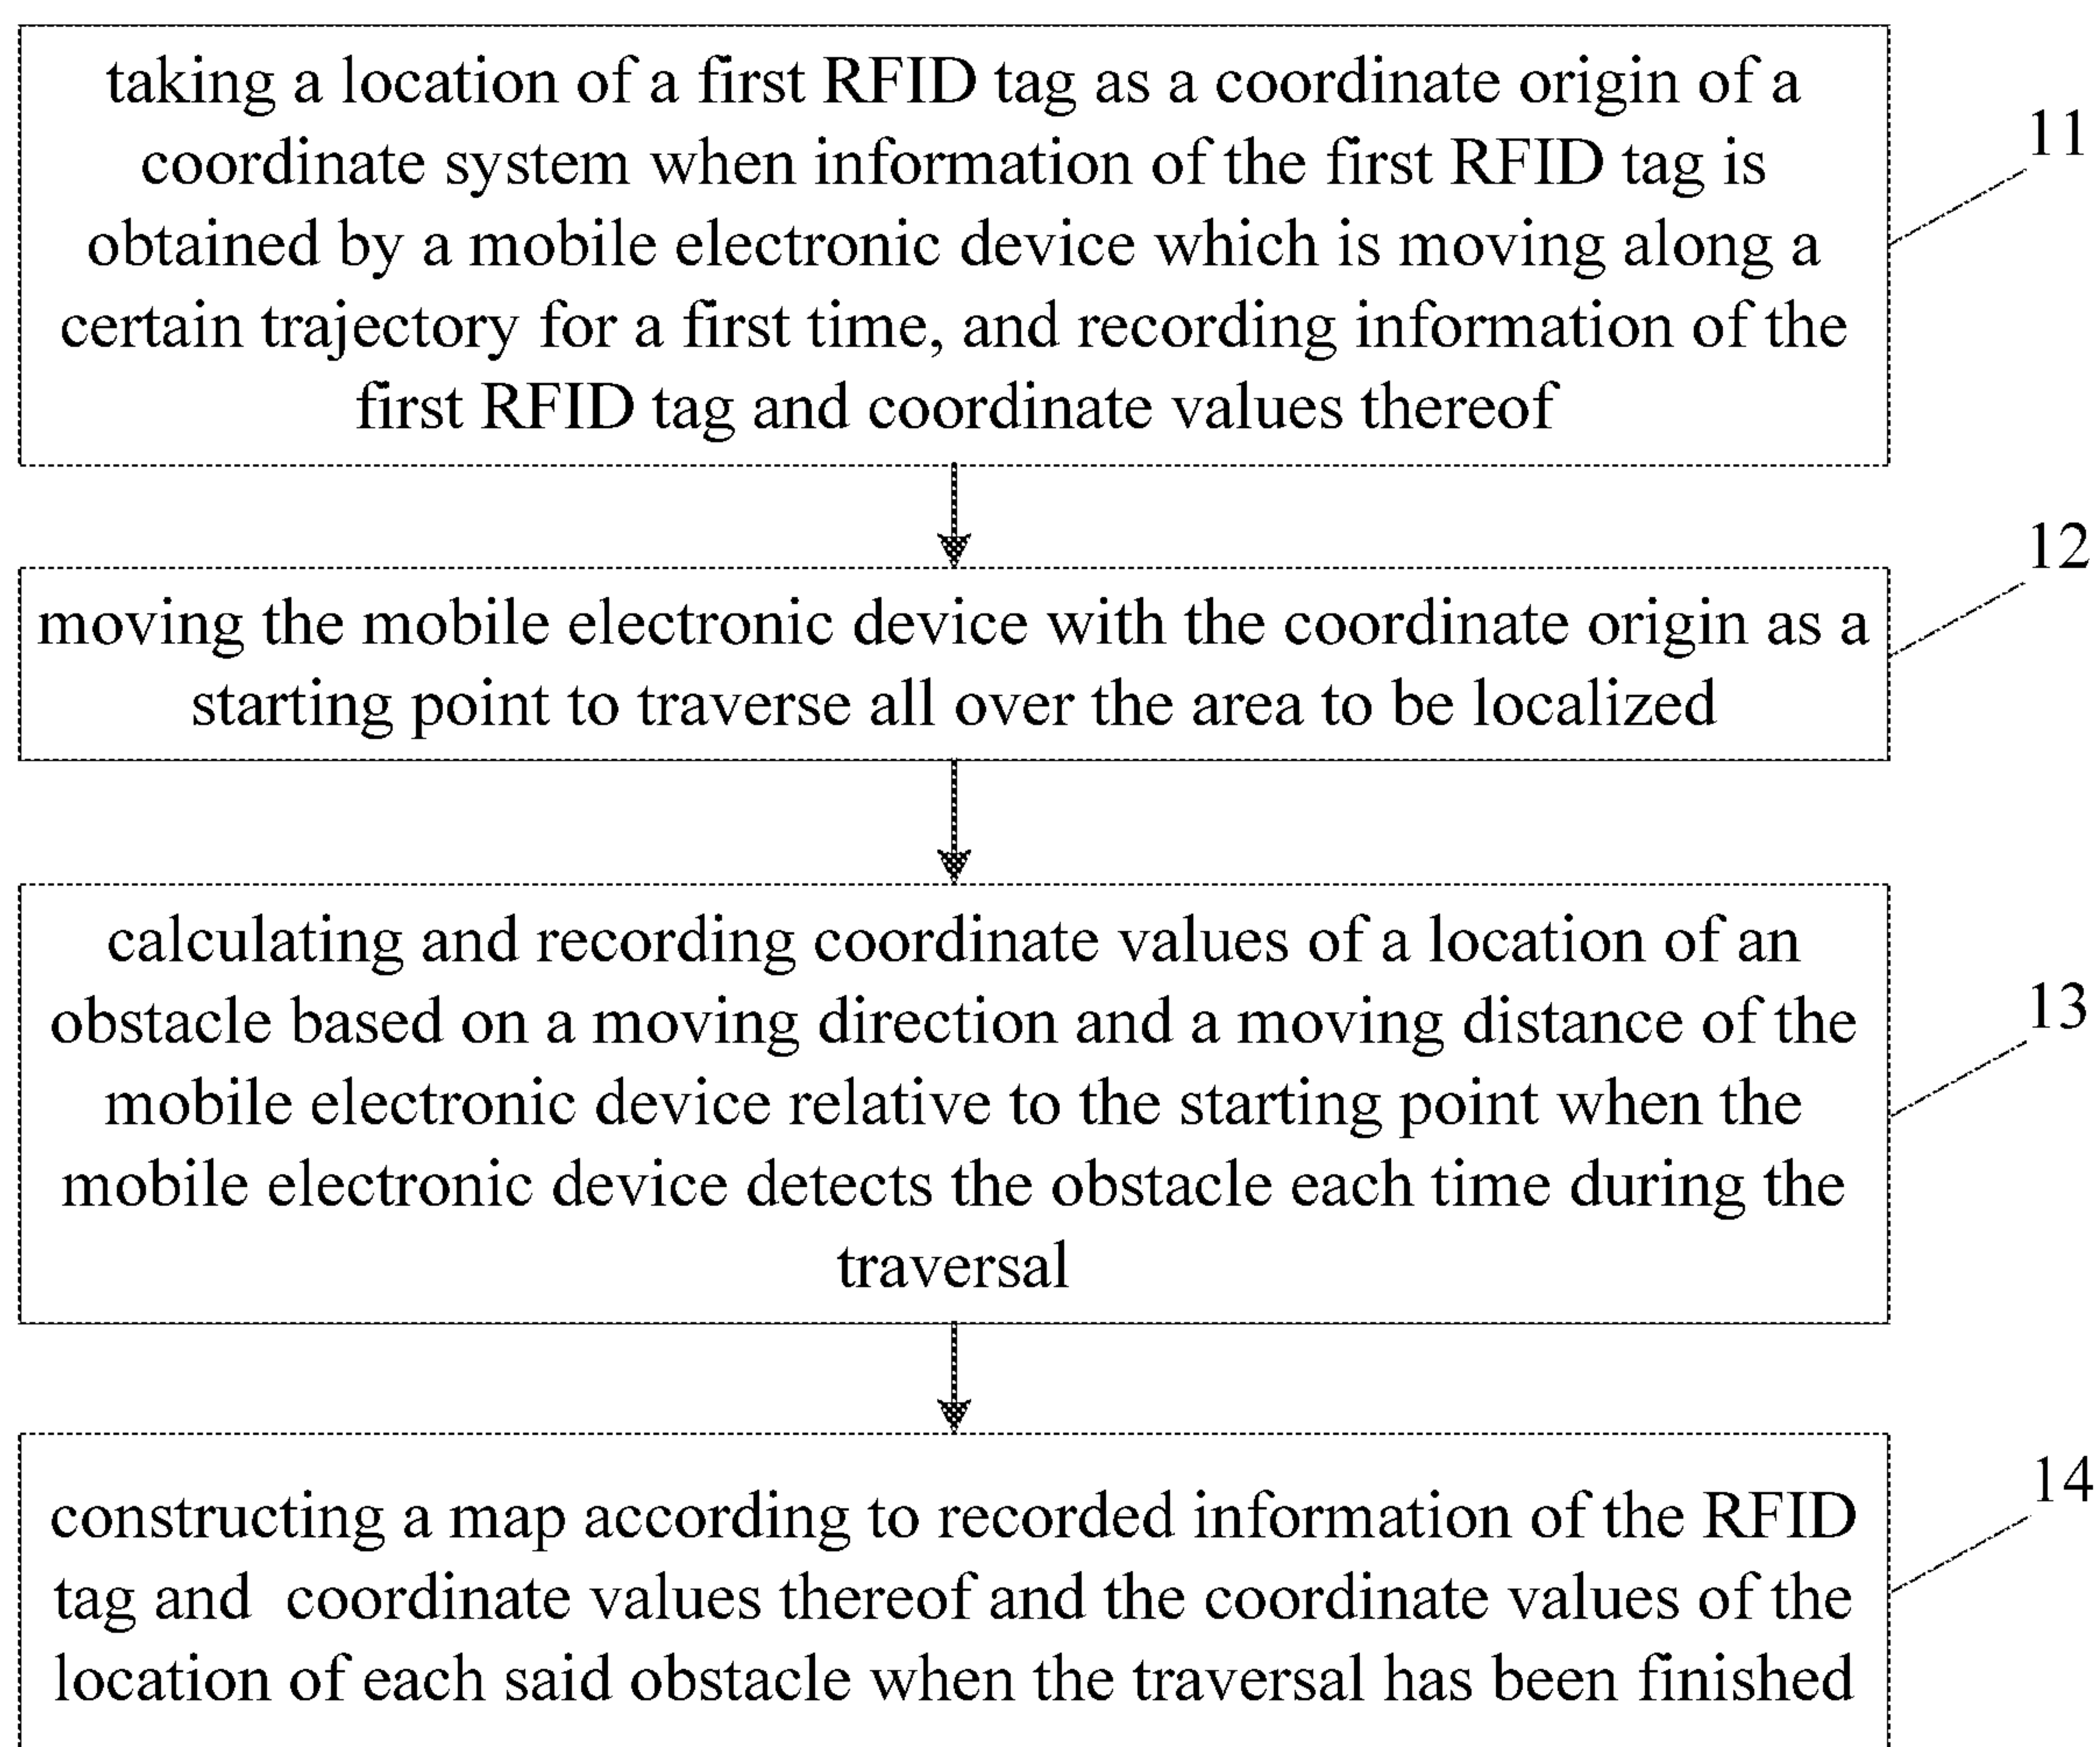 taking a location of a first RFID tag as a coordinate origin of a
coordinate system when information of the first RFID tag is
obtained by a mobile electronic device which is moving along a
certain trajectory for a first time, and recording information of the
first RFID tag and coordinate values thereof
11
moving the mobile electronic device with the coordinate origin as a
starting point to traverse all over the area to be localized
12
calculating and recording coordinate values of a location of an
obstacle based on a moving direction and a moving distance of the
mobile electronic device relative to the starting point when the
mobile electronic device detects the obstacle each time during the
traversal
13
constructing a map according to recorded information of the RFID
tag and coordinate values thereof and the coordinate values of the
location of each said obstacle when the traversal has been finished
14